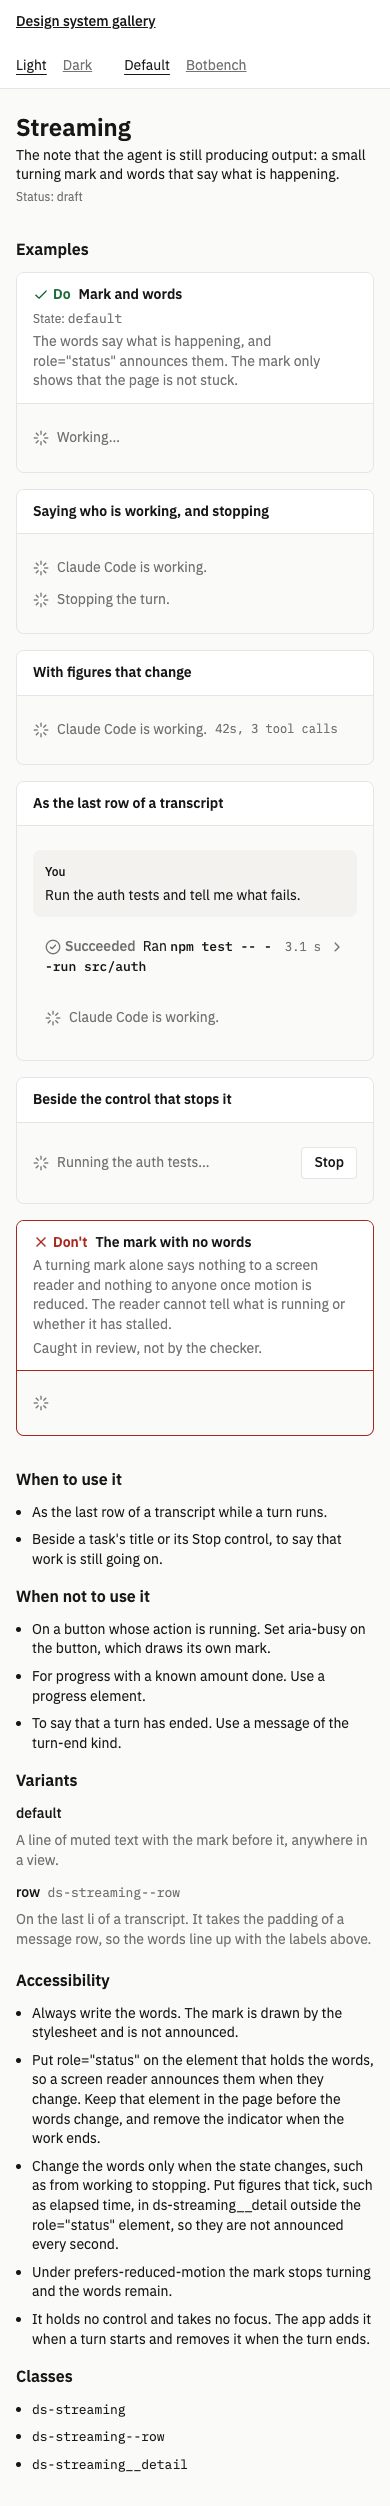 Design system gallery
Light Dark Default Botbench
Streaming
The note that the agent is still producing output: a small
turning mark and words that say what is happening.
Status: draft
Examples
Do Mark and words
State: default
The words say what is happening, and
role="status" announces them. The mark only
shows that the page is not stuck.
Working...
Saying who is working, and stopping
Claude Code is working.
Stopping the turn.
With figures that change
Claude Code is working. 42s, 3 tool calls
As the last row of a transcript
You
Run the auth tests and tell me what fails.
Succeeded Ran npm test -- - 3.1 s
-run src/auth
Claude Code is working.
Beside the control that stops it
Running the auth tests... Stop
Don't The mark with no words
A turning mark alone says nothing to a screen
reader and nothing to anyone once motion is
reduced. The reader cannot tell what is running or
whether it has stalled.
Caught in review, not by the checker.
When to use it
As the last row of a transcript while a turn runs.
Beside a task's title or its Stop control, to say that
work is still going on.
When not to use it
On a button whose action is running. Set aria-busy on
the button, which draws its own mark.
For progress with a known amount done. Use a
progress element.
To say that a turn has ended. Use a message of the
turn-end kind.
Variants
default
A line of muted text with the mark before it, anywhere in
a view.
row ds-streaming--row
On the last li of a transcript. It takes the padding of a
message row, so the words line up with the labels above.
Accessibility
Always write the words. The mark is drawn by the
stylesheet and is not announced.
Put role="status" on the element that holds the words,
so a screen reader announces them when they
change. Keep that element in the page before the
words change, and remove the indicator when the
work ends.
Change the words only when the state changes, such
as from working to stopping. Put figures that tick, such
as elapsed time, in ds-streaming__detail outside the
role="status" element, so they are not announced
every second.
Under prefers-reduced-motion the mark stops turning
and the words remain.
It holds no control and takes no focus. The app adds it
when a turn starts and removes it when the turn ends.
Classes
ds-streaming
ds-streaming--row
ds-streaming__detail